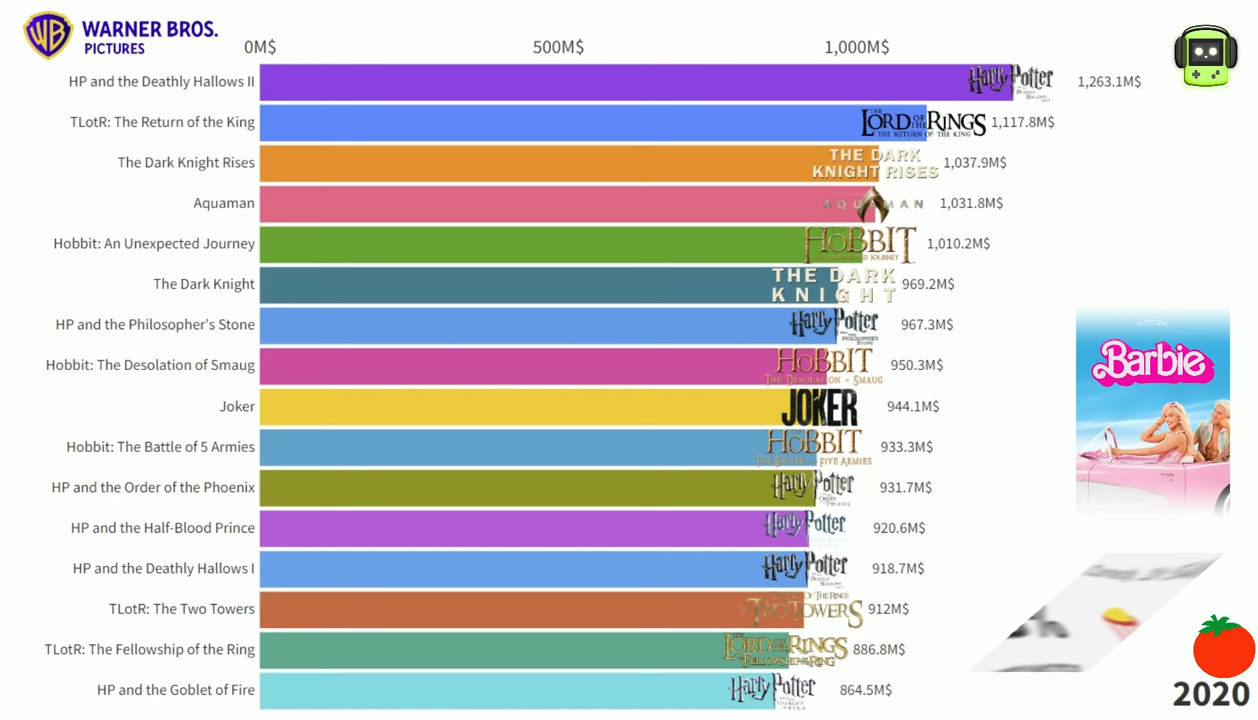 WB
WARNER BROS.
PICTURES
0M$ 500M$ 1,000M$
HP and the Deathly Hallows II Harry Potter 1,263.1M$
TLotR: The Return of the King THE LORD OF THE RINGS THE RETURN OF THE KING 1,117.8M$
The Dark Knight Rises THE DARK KNIGHT RISES 1,037.9M$
Aquaman AQUAMAN 1,031.8M$
Hobbit: An Unexpected Journey HOBBIT 1,010.2M$
The Dark Knight THE DARK KNIGHT 969.2M$
HP and the Philosopher's Stone Harry Potter 967.3M$
Hobbit: The Desolation of Smaug HOBBIT THE DESOLATION OF SMAUG 950.3M$
Joker JOKER 944.1M$
Hobbit: The Battle of 5 Armies HOBBIT THE BATTLE OF FIVE ARMIES 933.3M$
HP and the Order of the Phoenix Harry Potter 931.7M$
HP and the Half-Blood Prince Harry Potter 920.6M$
HP and the Deathly Hallows I Harry Potter 918.7M$
TLotR: The Two Towers TWO TOWERS 912M$
TLotR: The Fellowship of the Ring THE LORD OF THE RINGS FELLOWSHIP OF THE RING 886.8M$
HP and the Goblet of Fire Harry Potter 864.5M$
Barbie
2020